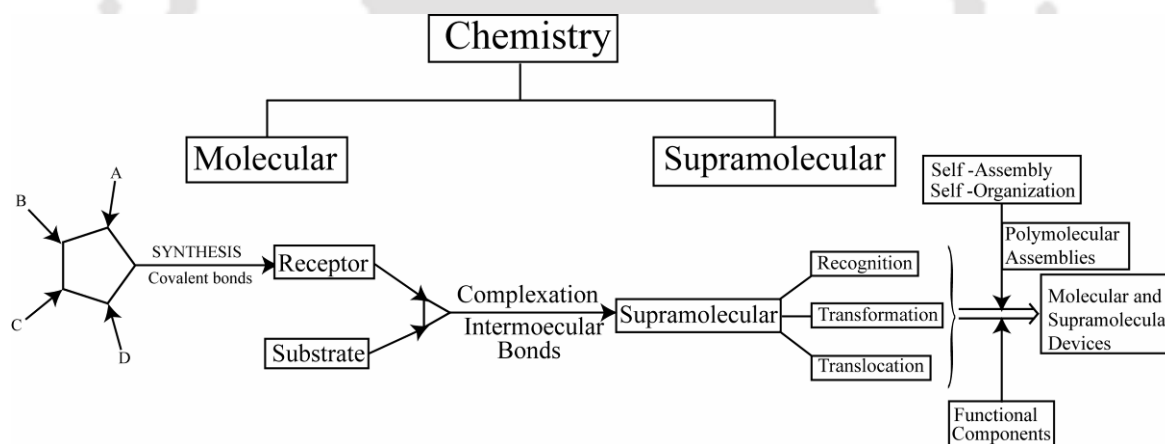 Chemistry
Molecular
Supramolecular
A
B
C
D
SYNTHESIS
Covalent bonds
Receptor
Substrate
Complexation
Intermoecular
Bonds
Supramolecular
Recognition
Transformation
Translocation
Self -Assembly
Self -Organization
Polymolecular
Assemblies
Molecular and
Supramolecular
Devices
Functional
Components